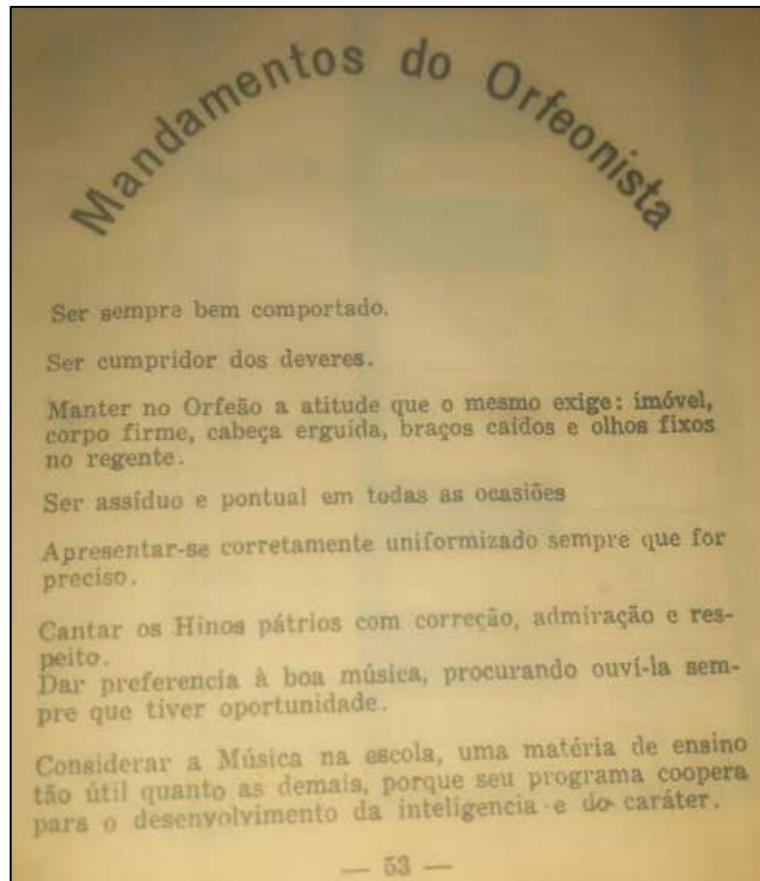 Mandamentos do Orfeonista
Ser sempre bem comportado.
Ser cumpridor dos deveres.
Manter no Orfeão a atitude que o mesmo exige: imóvel,
corpo firme, cabeça erguida, braços caídos e olhos fixos
no regente.
Ser assíduo e pontual em todas as ocasiões
Apresentar-se corretamente uniformizado sempre que for
preciso.
Cantar os Hinos pátrios com correção, admiração e res-
peito.
Dar preferencia à boa música, procurando ouví-la sem-
pre que tiver oportunidade.
Considerar a Música na escola, uma matéria de ensino
tão útil quanto as demais, porque seu programa coopera
para o desenvolvimento da inteligencia e do caráter.
— 53 —